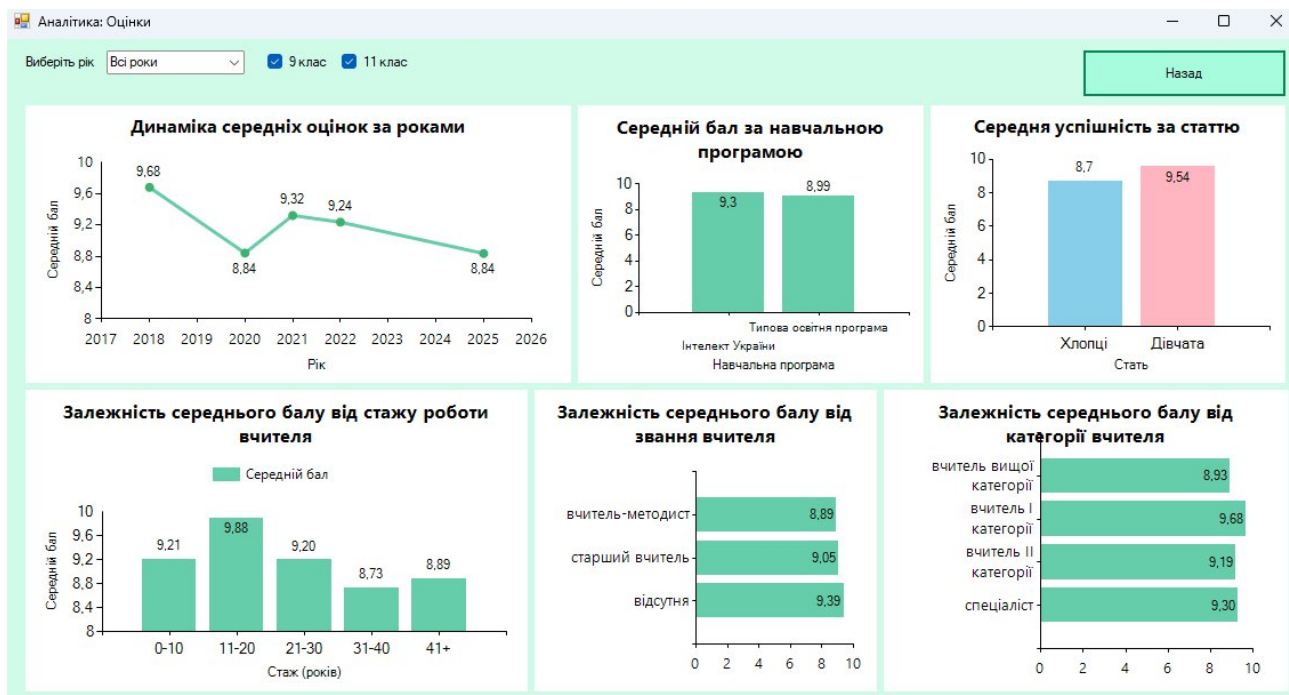 Аналітика: Оцінки
Виберіть рік Всі роки 9 клас 11 клас
Назад
Динаміка середніх оцінок за роками
Середній бал
10
9,6
9,2
8,8
8,4
8
9,68
8,84
9,32
9,24
8,84
2017 2018 2019 2020 2021 2022 2023 2024 2025 2026
Рік
Середній бал за навчальною
програмою
Середній бал
10
8
6
4
2
0
9,3
8,99
Типова освітня програма
Інтелект України
Навчальна програма
Середня успішність за статтю
Середній бал
10
8
6
4
2
0
8,7
9,54
Хлопці Дівчата
Стать
Залежність середнього балу від стажу роботи
вчителя
Середній бал
Середній бал
10
9,6
9,2
8,8
8,4
8
9,21
9,88
9,20
8,73
8,89
0-10 11-20 21-30 31-40 41+
Стаж (років)
Залежність середнього балу від
звання вчителя
вчитель-методист 8,89
старший вчитель 9,05
відсутня 9,39
0 2 4 6 8 10
Залежність середнього балу від
категорії вчителя
вчитель вищої
категорії
8,93
вчитель І
категорії
9,68
вчитель ІІ
категорії
9,19
спеціаліст 9,30
0 2 4 6 8 10